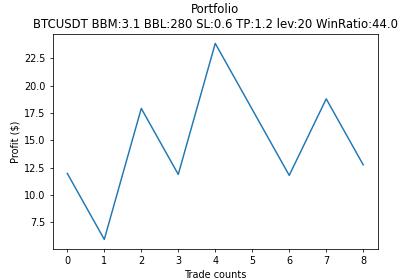 Portfolio
BTCUSDT BBM:3.1 BBL:280 SL:0.6 TP:1.2 lev:20 WinRatio:44.0
22.5
20.0
17.5
15.0
12.5
10.0
7.5
Profit ($)
0 1 2 3 4 5 6 7 8
Trade counts